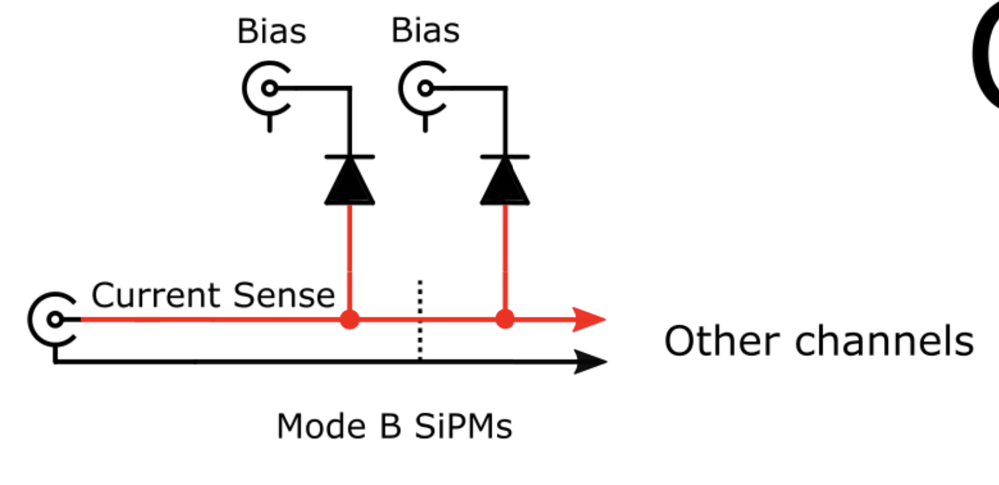 Bias
Bias
Current Sense
Other channels
Mode B SiPMs